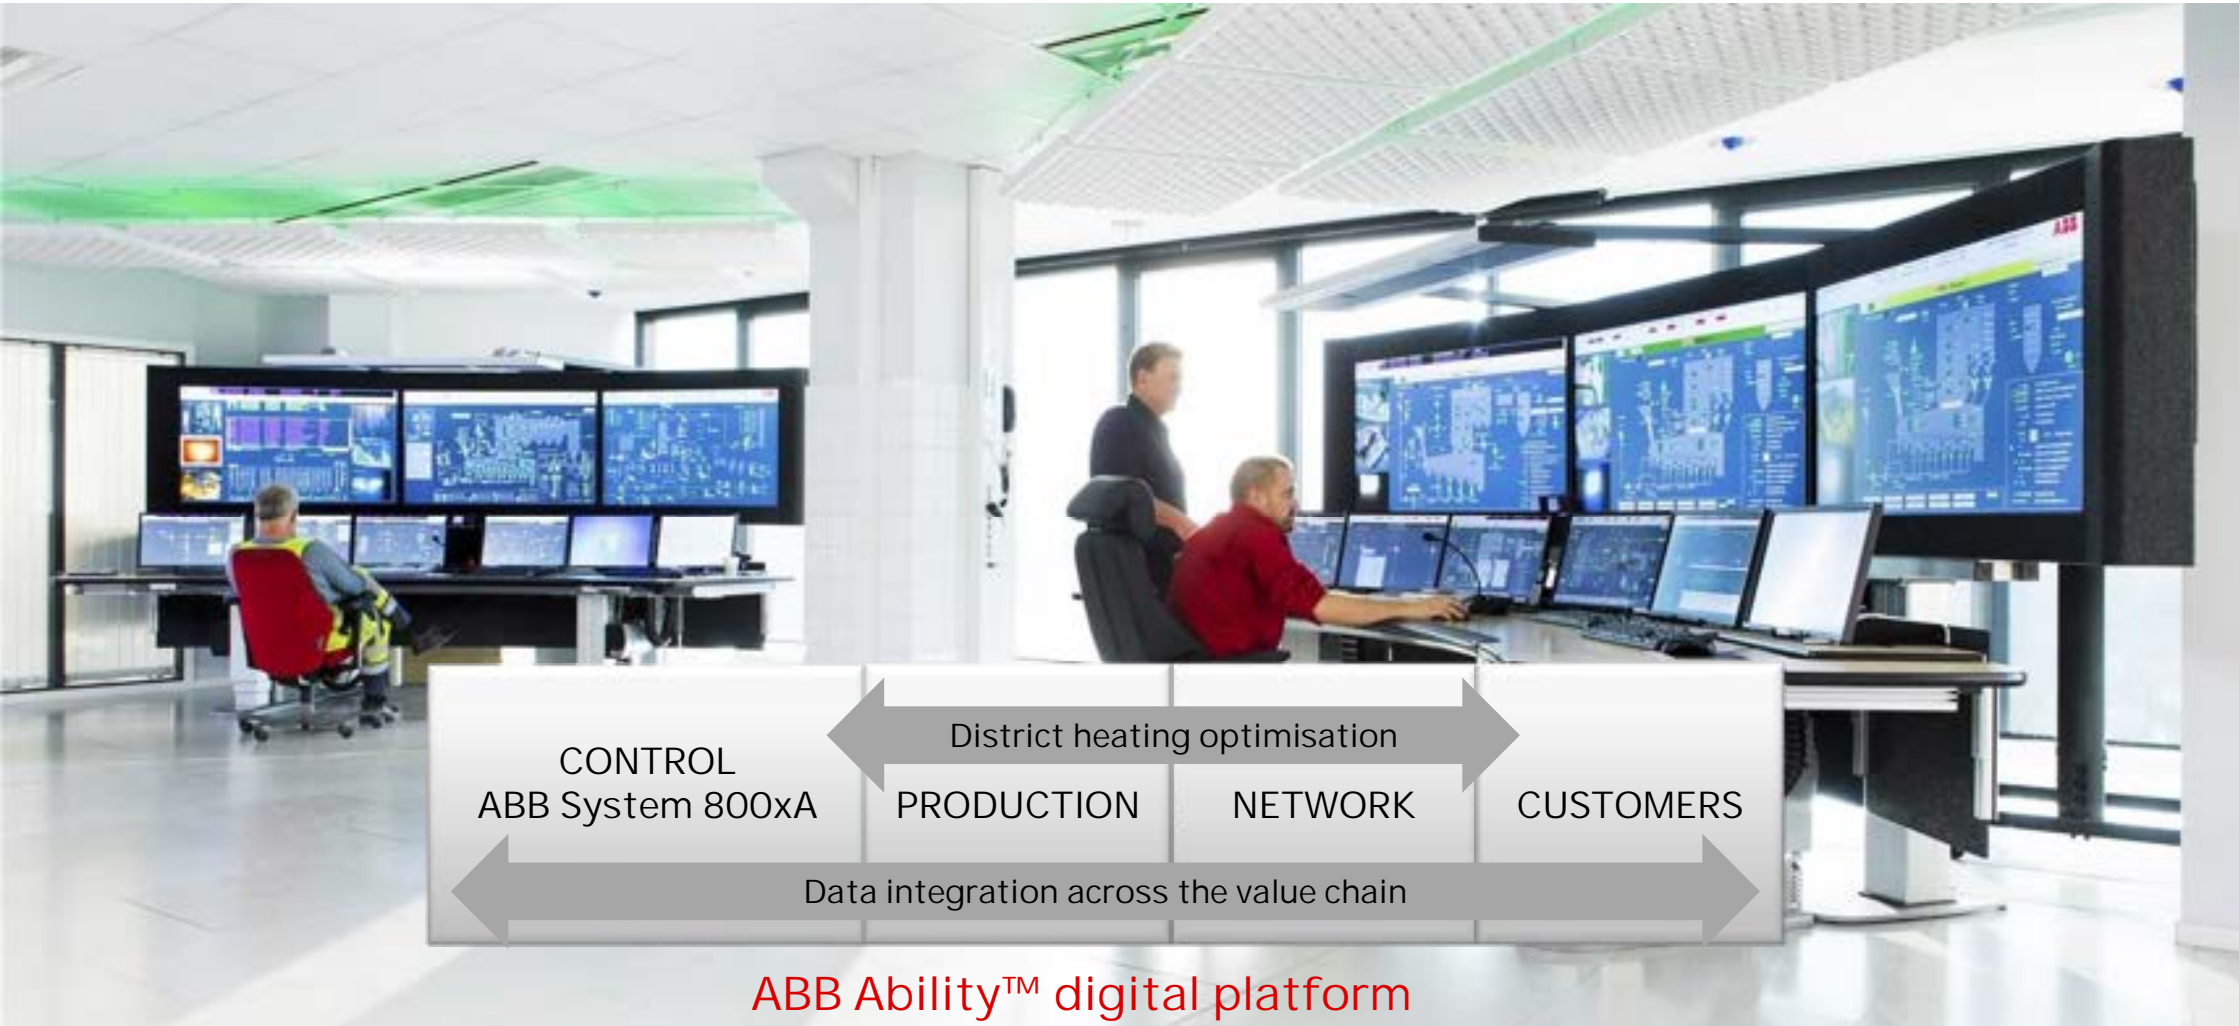 ABB
District heating optimisation
CONTROL
ABB System 800xA
PRODUCTION
NETWORK
CUSTOMERS
Data integration across the value chain
ABB Ability™ digital platform